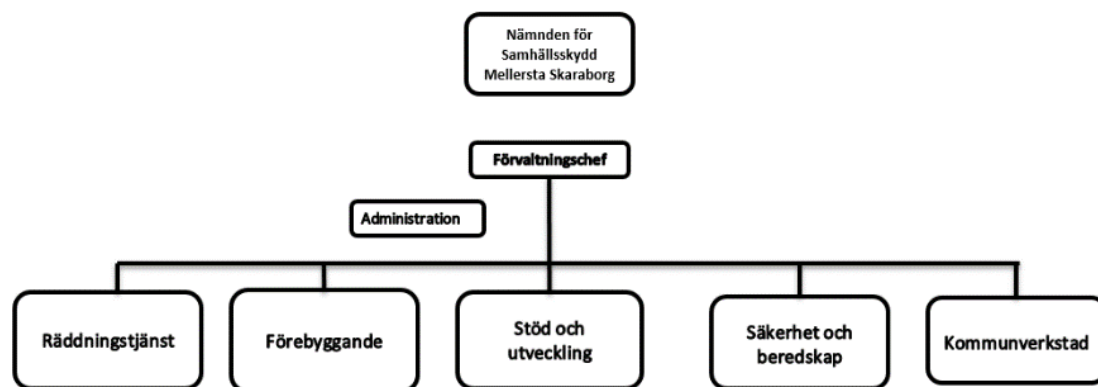 Nämnden för
Samhällsskydd
Mellersta Skaraborg
Förvaltningschef
Administration
Räddningstjänst
Förebyggande
Stöd och
utveckling
Säkerhet och
beredskap
Kommunverkstad